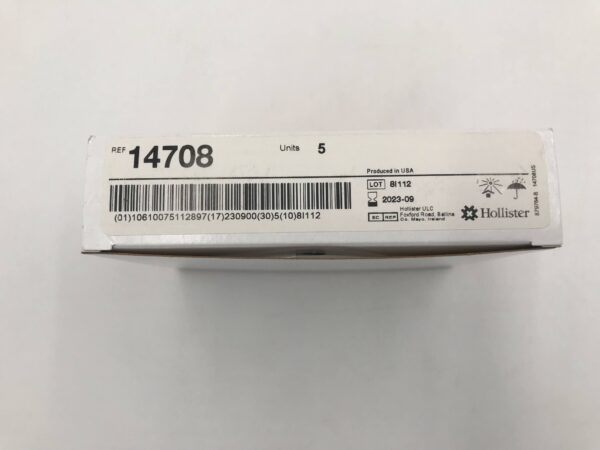 REF 14708
Units 5
Produced in USA
LOT 8I112
2023-09
EC REP Hollister ULC
Foxford Road, Ballina
Co. Mayo, Ireland
Hollister
(01)10610075112897(17)230900(30)5(10)8I112